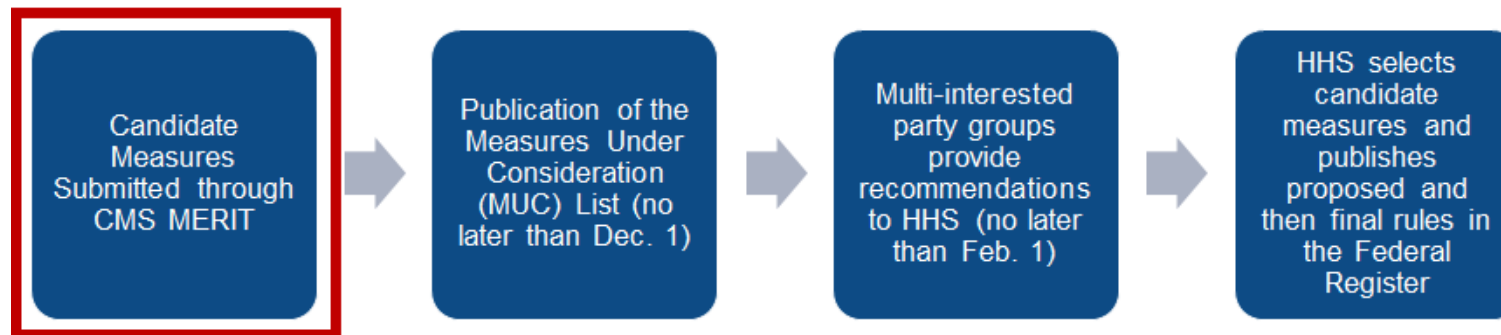 Candidate
Measures
Submitted through
CMS MERIT
Publication of the
Measures Under
Consideration
(MUC) List (no
later than Dec. 1)
Multi-interested
party groups
provide
recommendations
to HHS (no later
than Feb. 1)
HHS selects
candidate
measures and
publishes
proposed and
then final rules in
the Federal
Register